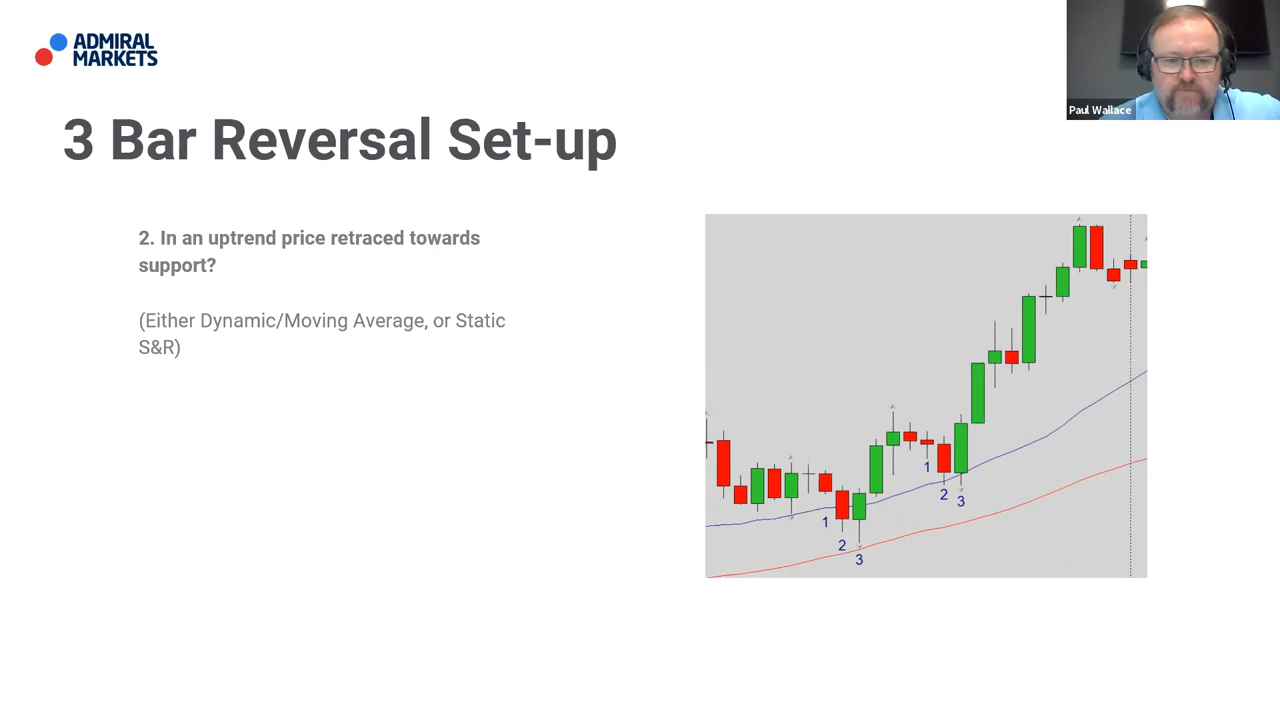 ADMIRAL
MARKETS
Paul Wallace
3 Bar Reversal Set-up
2. In an uptrend price retraced towards
support?
(Either Dynamic/Moving Average, or Static
S&R)
1
2
3
1
2
3